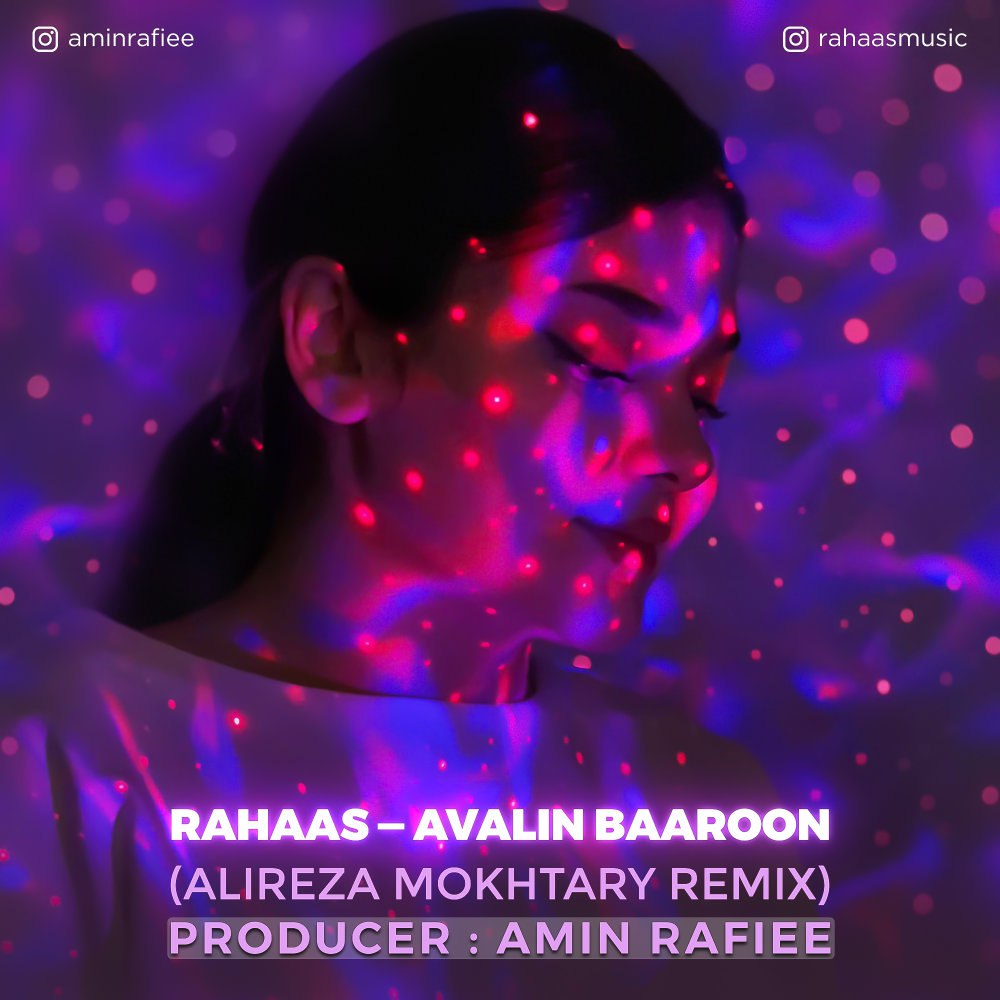 aminrafiee
rahaasmusic
RAHAAS – AVALIN BAAROON
(ALIREZA MOKHTARY REMIX)
PRODUCER : AMIN RAFIEE